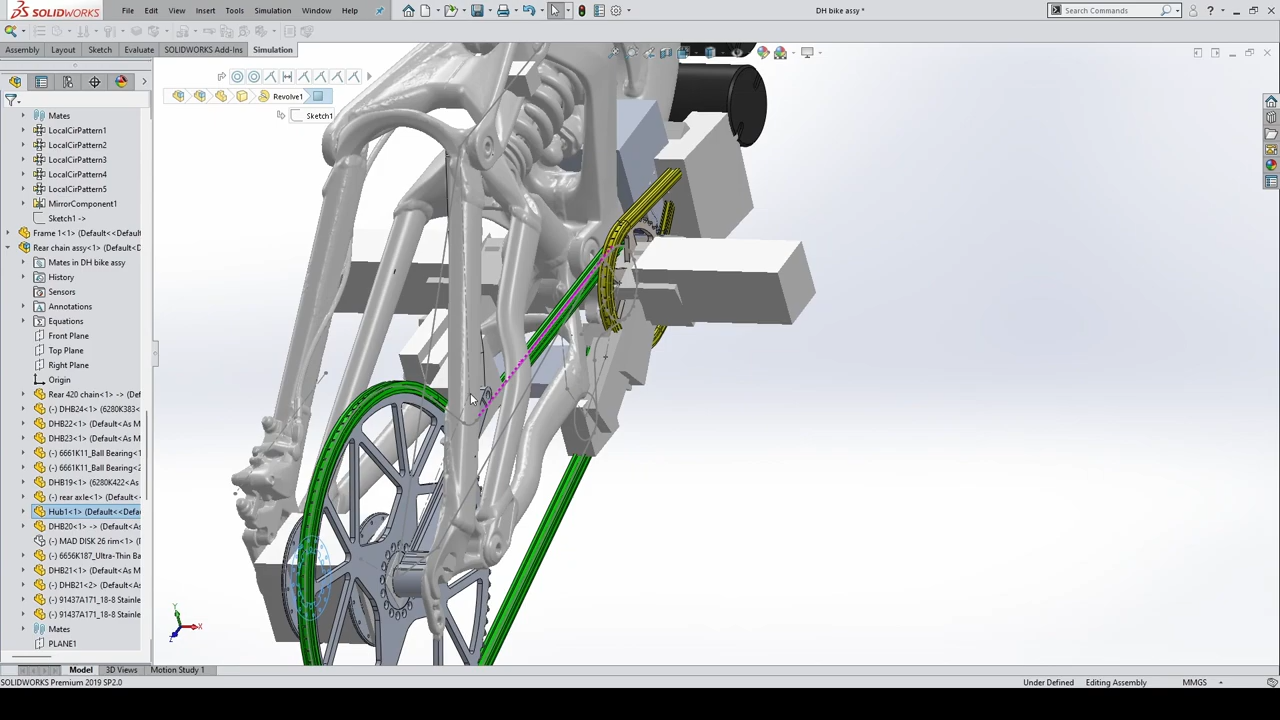 SOLIDWORKS File Edit View Insert Tools Simulation Window Help DH bike assy * Search Commands
Assembly Layout Sketch Evaluate SOLIDWORKS Add-Ins Simulation
Revolve1
Sketch1
Mates
LocalCirPattern1
LocalCirPattern2
LocalCirPattern3
LocalCirPattern4
LocalCirPattern5
MirrorComponent1
Sketch1 ->
Frame 1<1> (Default<<Default
Rear chain assy<1> (Default<D
Mates in DH bike assy
History
Sensors
Annotations
Equations
Front Plane
Top Plane
Right Plane
Origin
Rear 420 chain<1> -> (Default
(-) DHB24<1> (6280K383<
DHB22<1> (Default<As M
DHB23<1> (Default<As M
(-) 6661K11_Ball Bearing<1
(-) 6661K11_Ball Bearing<2
DHB19<1> (6280K422<As
(-) rear axle<1> (Default<
Hub1<1> (Default<<Defau
DHB20<1> -> (Default<As
(-) MAD DISK 26 rim<1> (
(-) 6656K187_Ultra-Thin Ba
DHB21<1> (Default<As M
(-) DHB21<2> (Default<As
(-) 91437A171_18-8 Stainle
(-) 91437A171_18-8 Stainle
Mates
PLANE1
Y
X
Z
Model 3D Views Motion Study 1
SOLIDWORKS Premium 2019 SP2.0 Under Defined Editing Assembly MMGS